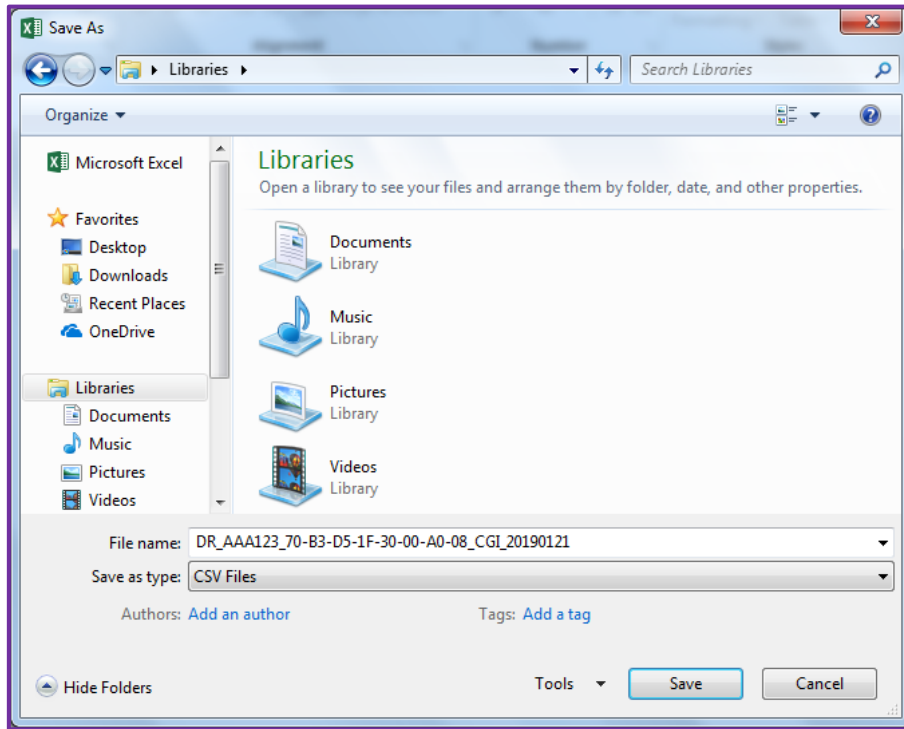 Save As
Libraries
Search Libraries
Organize
Microsoft Excel
Favorites
Desktop
Downloads
Recent Places
OneDrive
Libraries
Documents
Music
Pictures
Videos
Libraries
Open a library to see your files and arrange them by folder, date, and other properties.
Documents
Library
Music
Library
Pictures
Library
Videos
Library
File name: DR_AAA123_70-B3-D5-1F-30-00-A0-08_CGI_20190121
Save as type: CSV Files
Authors: Add an author Tags: Add a tag
Hide Folders Tools Save Cancel